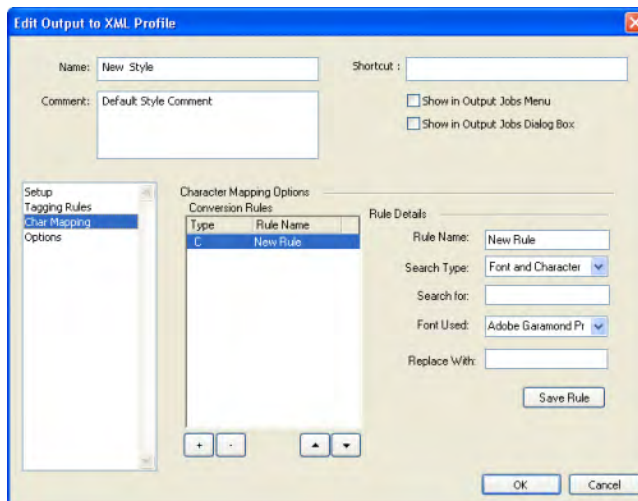 Edit Output to XML Profile
Name: New Style
Shortcut :
Comment: Default Style Comment
Show in Output Jobs Menu
Show in Output Jobs Dialog Box
Setup
Tagging Rules
Char Mapping
Options
Character Mapping Options
Conversion Rules
Type Rule Name
C New Rule
Rule Details
Rule Name: New Rule
Search Type: Font and Character
Search for:
Font Used: Adobe Garamond Pr
Replace With:
Save Rule
+ -
OK Cancel